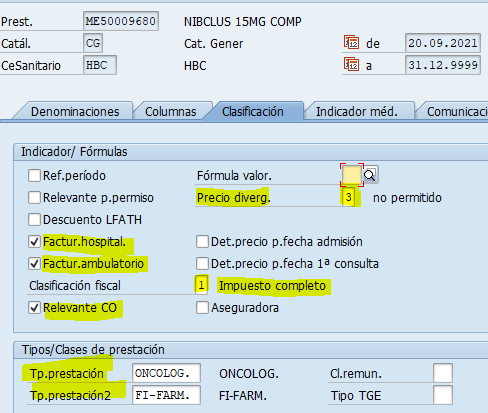 Prest. ME50009680 NIBCLUS 15MG COMP
Catál. CG Cat. Gener de 20.09.2021
CeSanitario HBC HBC a 31.12.9999
Denominaciones Columnas Clasificación Indicador méd. Comunicacio
Indicador/ Fórmulas
Ref.período Fórmula valor.
Relevante p.permiso Precio diverg. 3 no permitido
Descuento LFATH
Factur.hospital. Det.precio p.fecha admisión
Factur.ambulatorio Det.precio p.fecha 1ª consulta
Clasificación fiscal 1 Impuesto completo
Relevante CO Aseguradora
Tipos/Clases de prestación
Tp.prestación ONCOLOG. ONCOLOG. Cl.remun.
Tp.prestación2 FI-FARM. FI-FARM. Tipo TGE